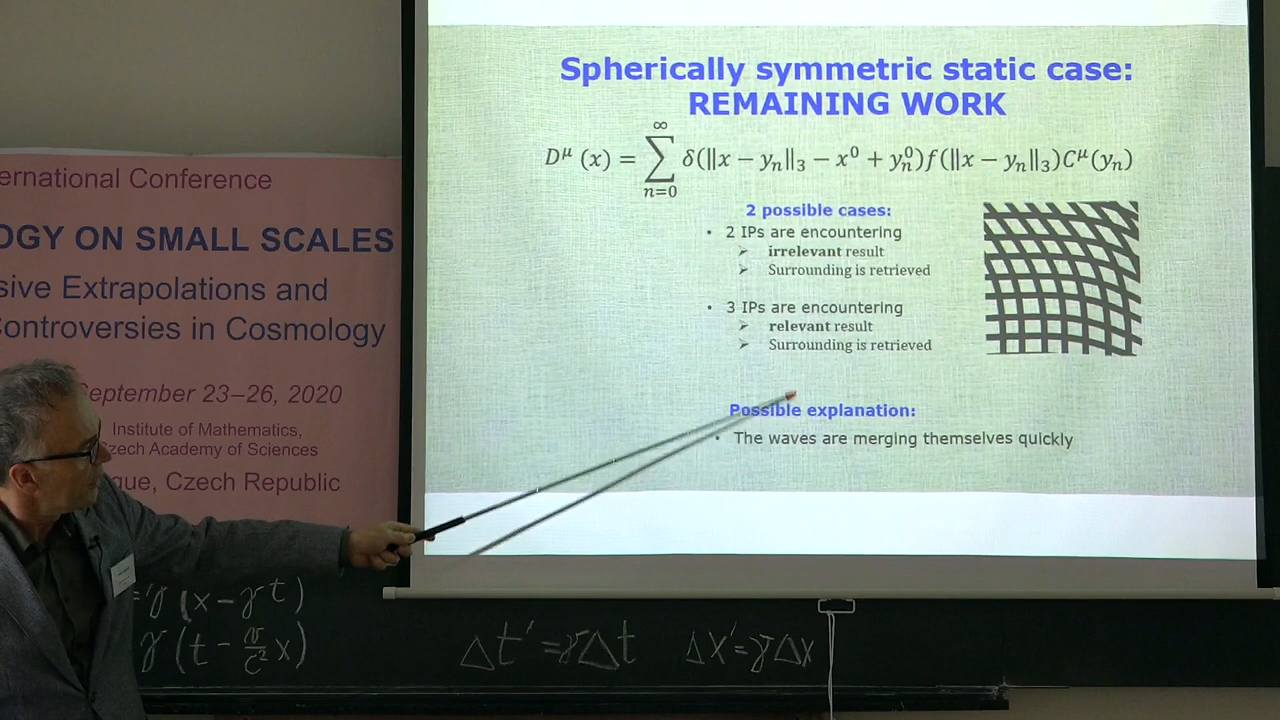 Spherically symmetric static case:
REMAINING WORK
D^μ (x) = ∑_{n=0}^{∞} δ(‖x − y_n‖_3 − x^0 + y_n^0)f(‖x − y_n‖_3)C^μ(y_n)
2 possible cases:
• 2 IPs are encountering
➢ irrelevant result
➢ Surrounding is retrieved
• 3 IPs are encountering
➢ relevant result
➢ Surrounding is retrieved
Possible explanation:
• The waves are merging themselves quickly
ernational Conference
OGY ON SMALL SCALES
sive Extrapolations and
Controversies in Cosmology
September 23–26, 2020
Institute of Mathematics,
Czech Academy of Sciences
gue, Czech Republic
= γ (x − γ t)
γ (t − v/c² x)
Δt' = γΔt Δx' = γΔx